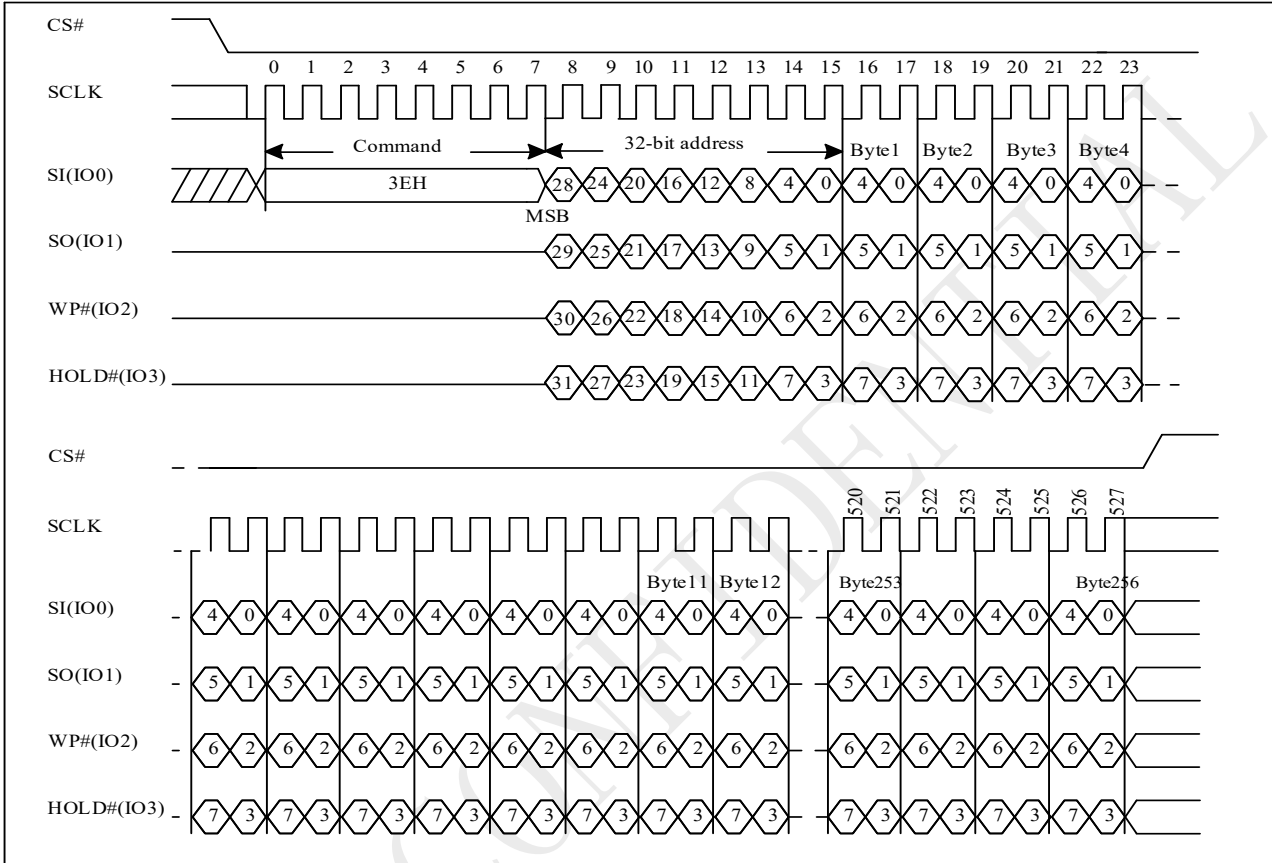 CS#
0 1 2 3 4 5 6 7 8 9 10 11 12 13 14 15 16 17 18 19 20 21 22 23
SCLK
Command 32-bit address Byte1 Byte2 Byte3 Byte4
SI(IO0) 3EH 28 24 20 16 12 8 4 0 4 0 4 0 4 0 4 0
MSB
SO(IO1) 29 25 21 17 13 9 5 1 5 1 5 1 5 1 5 1
WP#(IO2) 30 26 22 18 14 10 6 2 6 2 6 2 6 2 6 2
HOLD#(IO3) 31 27 23 19 15 11 7 3 7 3 7 3 7 3 7 3
CS#
520 521 522 523 524 525 526 527
SCLK
Byte11 Byte12 Byte253 Byte256
SI(IO0) 4 0 4 0 4 0 4 0 4 0 4 0 4 0 4 0 4 0 4 0 4 0 4 0
SO(IO1) 5 1 5 1 5 1 5 1 5 1 5 1 5 1 5 1 5 1 5 1 5 1 5 1
WP#(IO2) 6 2 6 2 6 2 6 2 6 2 6 2 6 2 6 2 6 2 6 2 6 2 6 2
HOLD#(IO3) 7 3 7 3 7 3 7 3 7 3 7 3 7 3 7 3 7 3 7 3 7 3 7 3
CONFIDENTIAL